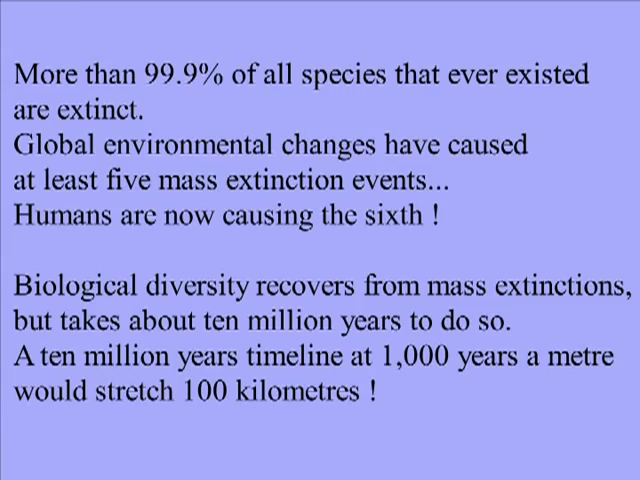 More than 99.9% of all species that ever existed
are extinct.
Global environmental changes have caused
at least five mass extinction events...
Humans are now causing the sixth !
Biological diversity recovers from mass extinctions,
but takes about ten million years to do so.
A ten million years timeline at 1,000 years a metre
would stretch 100 kilometres !